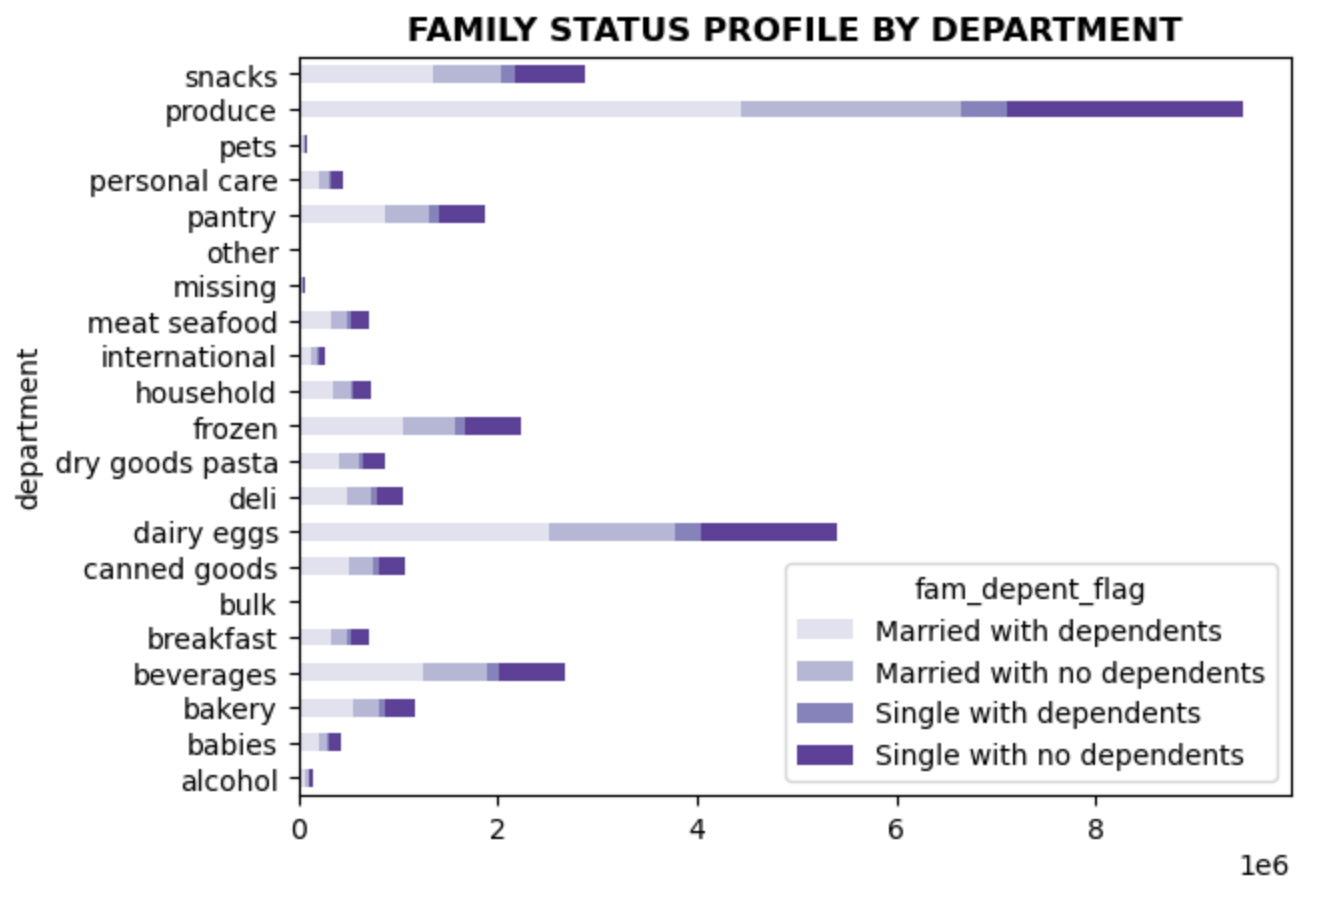 FAMILY STATUS PROFILE BY DEPARTMENT
snacks
produce
pets
personal care
pantry
other
missing
meat seafood
international
household
frozen
dry goods pasta
deli
dairy eggs
canned goods
bulk
breakfast
beverages
bakery
babies
alcohol
department
fam_depent_flag
Married with dependents
Married with no dependents
Single with dependents
Single with no dependents
0 2 4 6 8
1e6